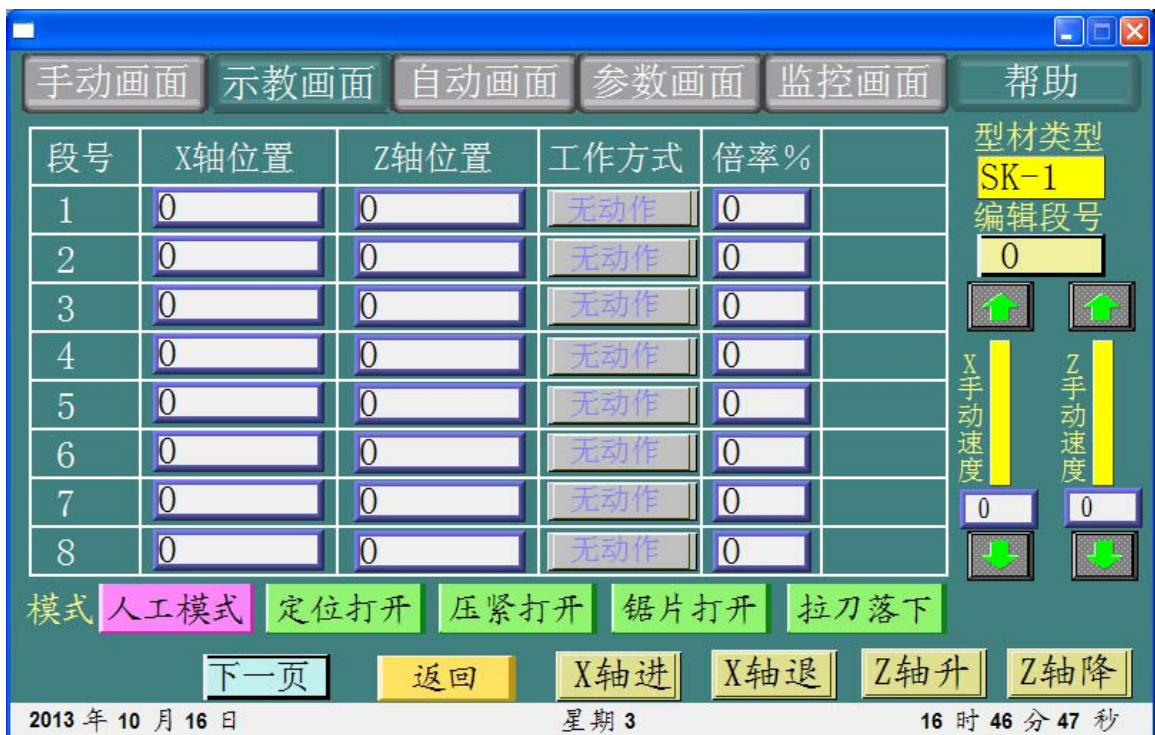 手动画面 示教画面 自动画面 参数画面 监控画面 帮助
段号 X轴位置 Z轴位置 工作方式 倍率%
1 0 0 无动作 0
2 0 0 无动作 0
3 0 0 无动作 0
4 0 0 无动作 0
5 0 0 无动作 0
6 0 0 无动作 0
7 0 0 无动作 0
8 0 0 无动作 0
型材类型
SK-1
编辑段号
0
X手动速度
0
Z手动速度
0
模式 人工模式 定位打开 压紧打开 锯片打开 拉刀落下
下一页 返回 X轴进 X轴退 Z轴升 Z轴降
2013 年 10 月 16 日 星期 3 16 时 46 分 47 秒